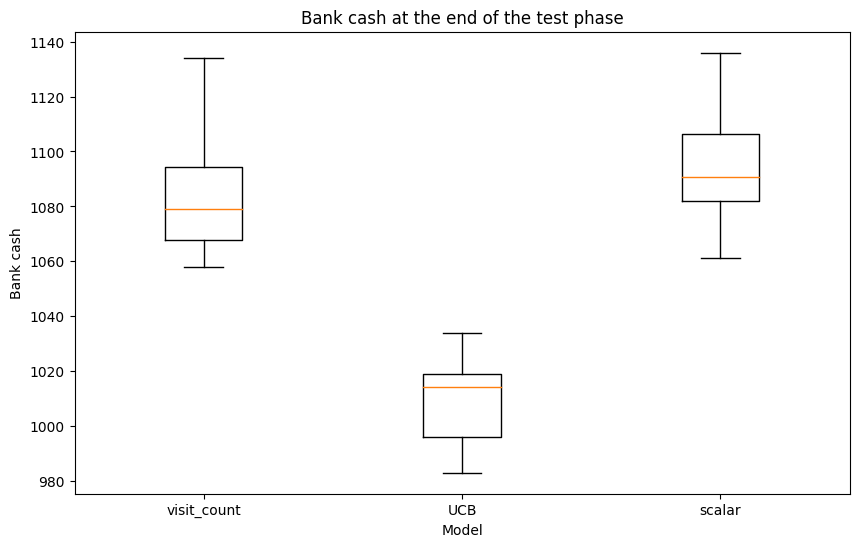 Bank cash at the end of the test phase
1140
1120
1100
1080
1060
1040
1020
1000
980
Bank cash
visit_count UCB scalar
Model